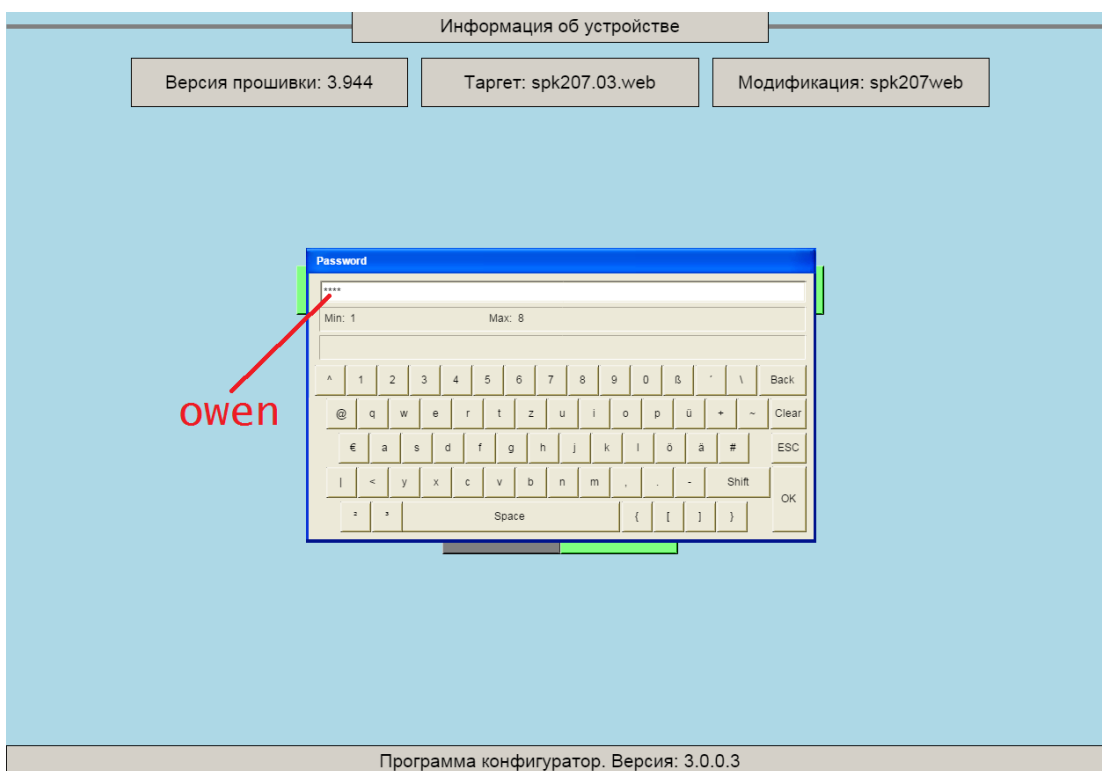 Информация об устройстве
Версия прошивки: 3.944 Таргет: spk207.03.web Модификация: spk207web
Password
****
Min: 1 Max: 8
owen
^ 1 2 3 4 5 6 7 8 9 0 ß ´ \ Back
@ q w e r t z u i o p ü + ~ Clear
€ a s d f g h j k l ö ä # ESC
| < y x c v b n m , . - Shift
OK
² ³ Space { [ ] }
Программа конфигуратор. Версия: 3.0.0.3